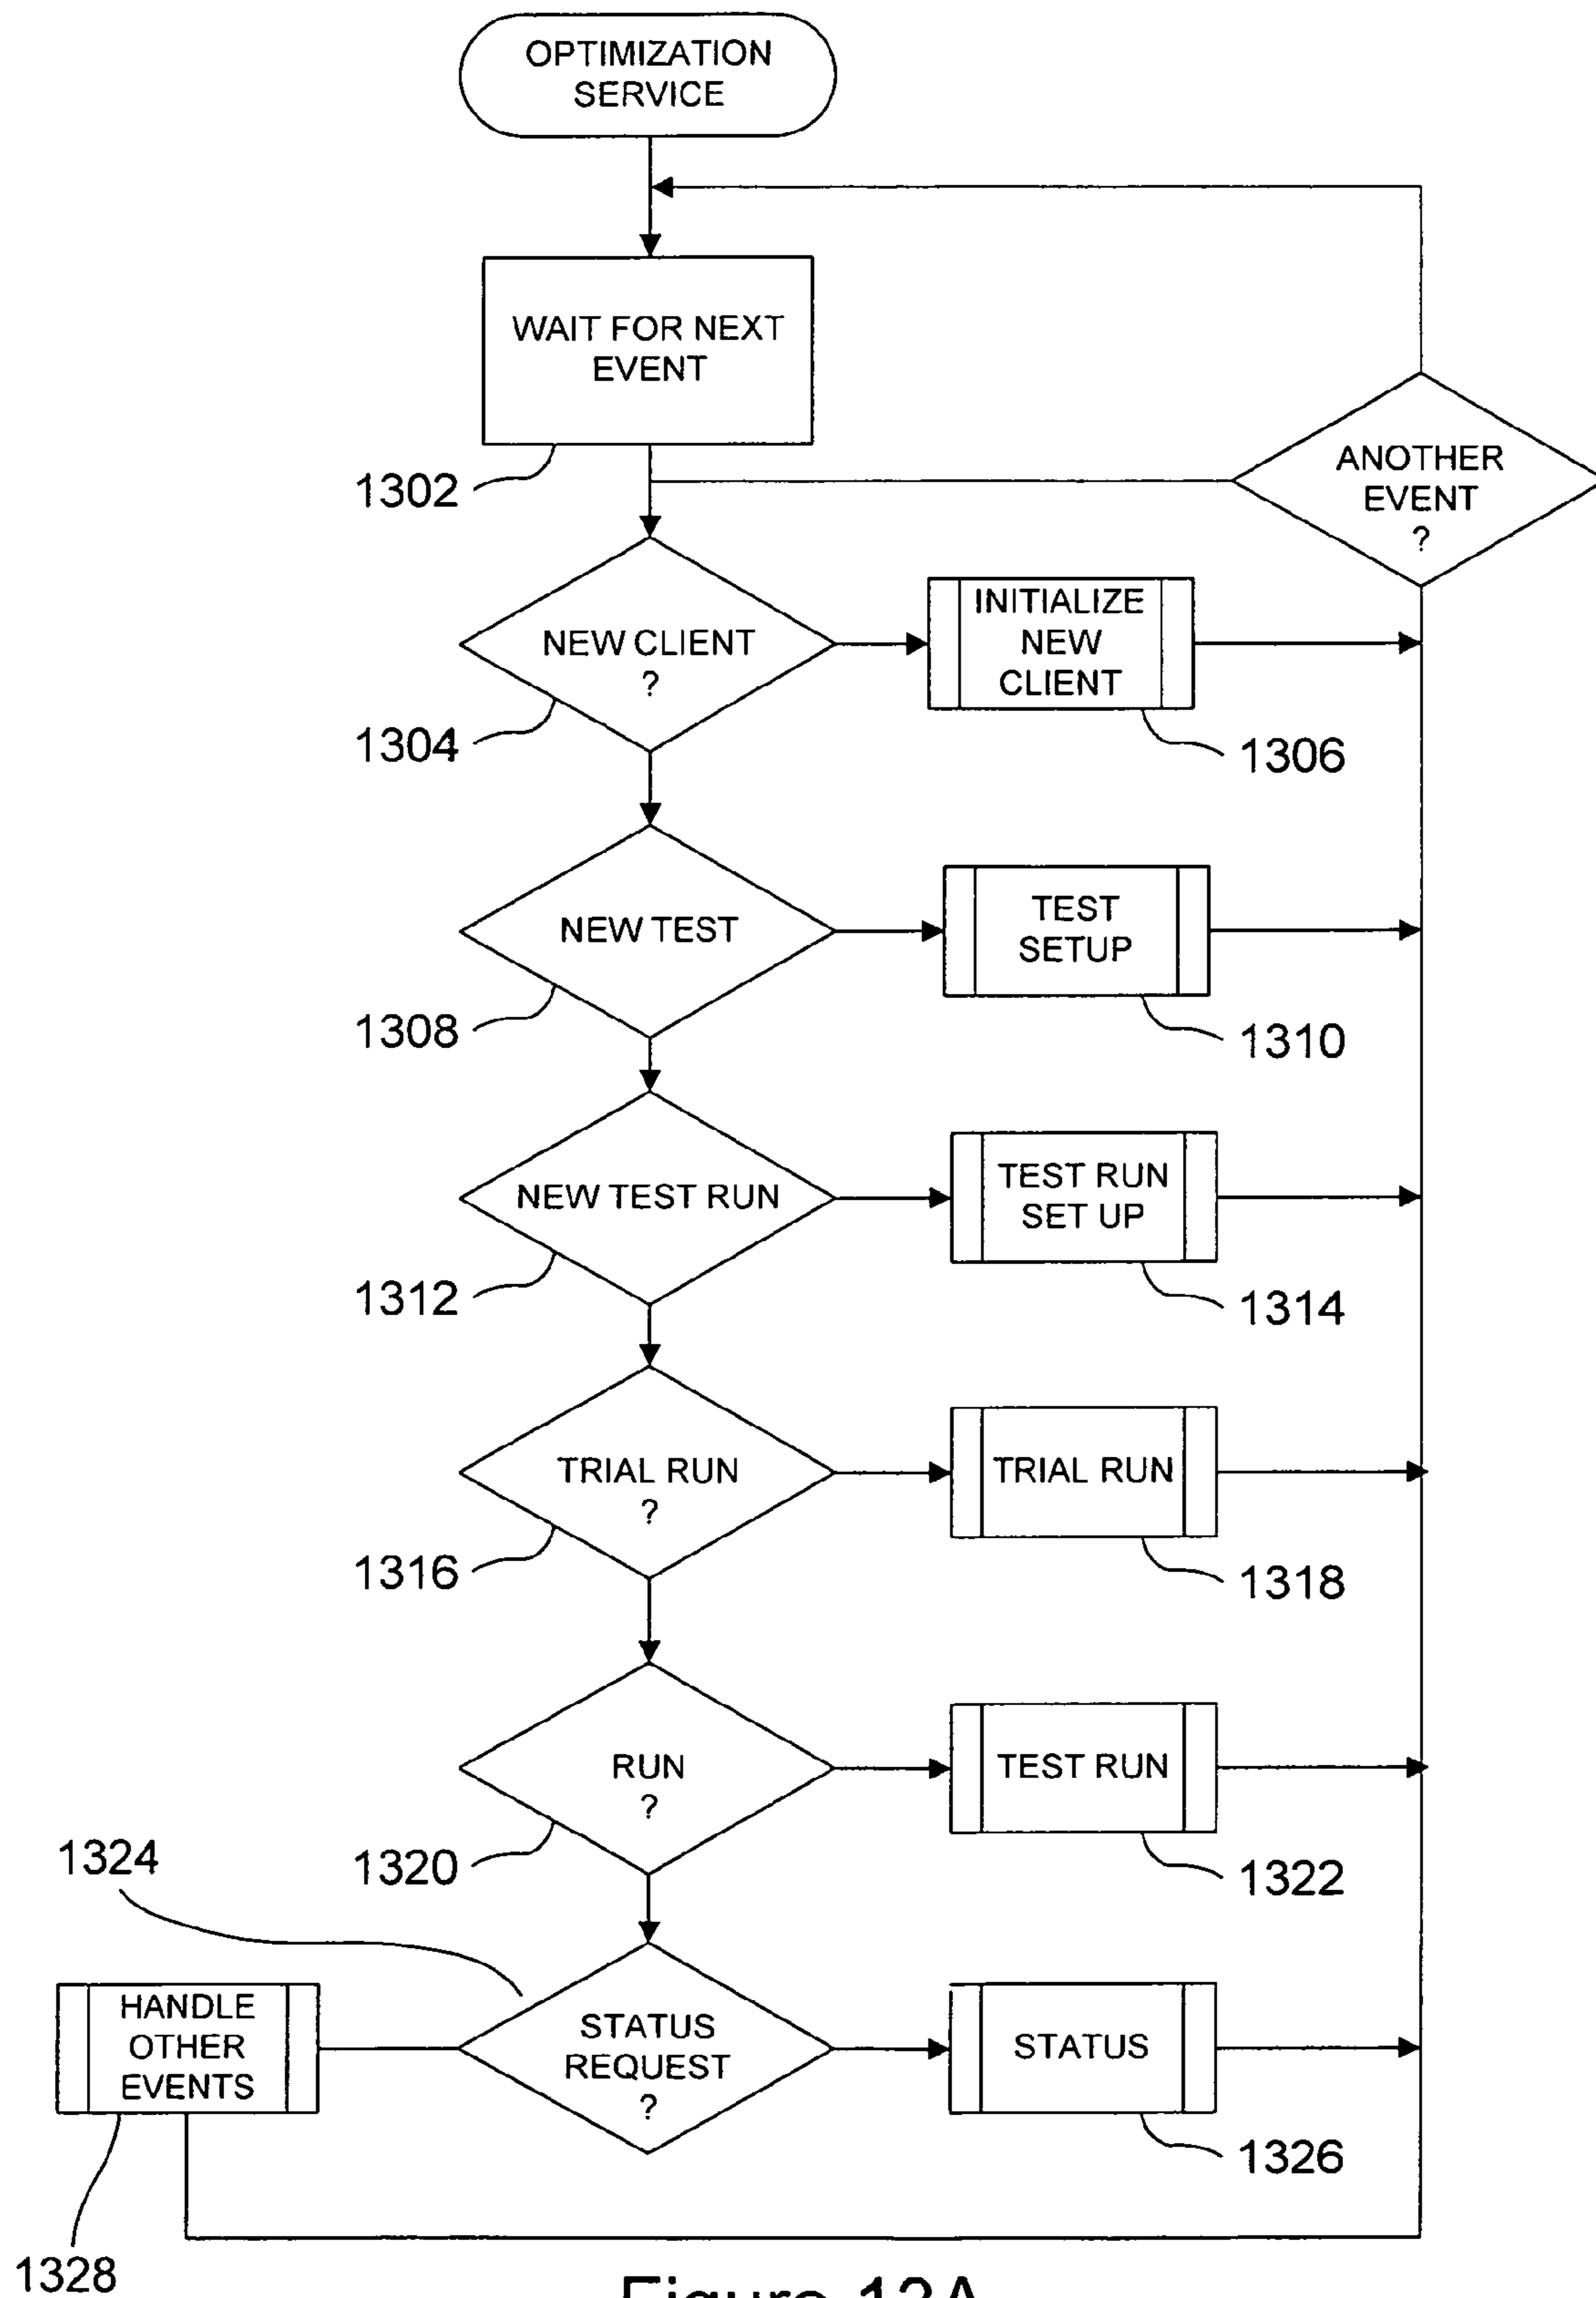 OPTIMIZATION
SERVICE
WAIT FOR NEXT
EVENT
1302
ANOTHER
EVENT
?
NEW CLIENT
?
1304
INITIALIZE
NEW
CLIENT
1306
NEW TEST
1308
TEST
SETUP
1310
NEW TEST RUN
1312
TEST RUN
SET UP
1314
TRIAL RUN
?
1316
TRIAL RUN
1318
RUN
?
1320
TEST RUN
1322
1324
HANDLE
OTHER
EVENTS
1328
STATUS
REQUEST
?
STATUS
1326
Figure 13A